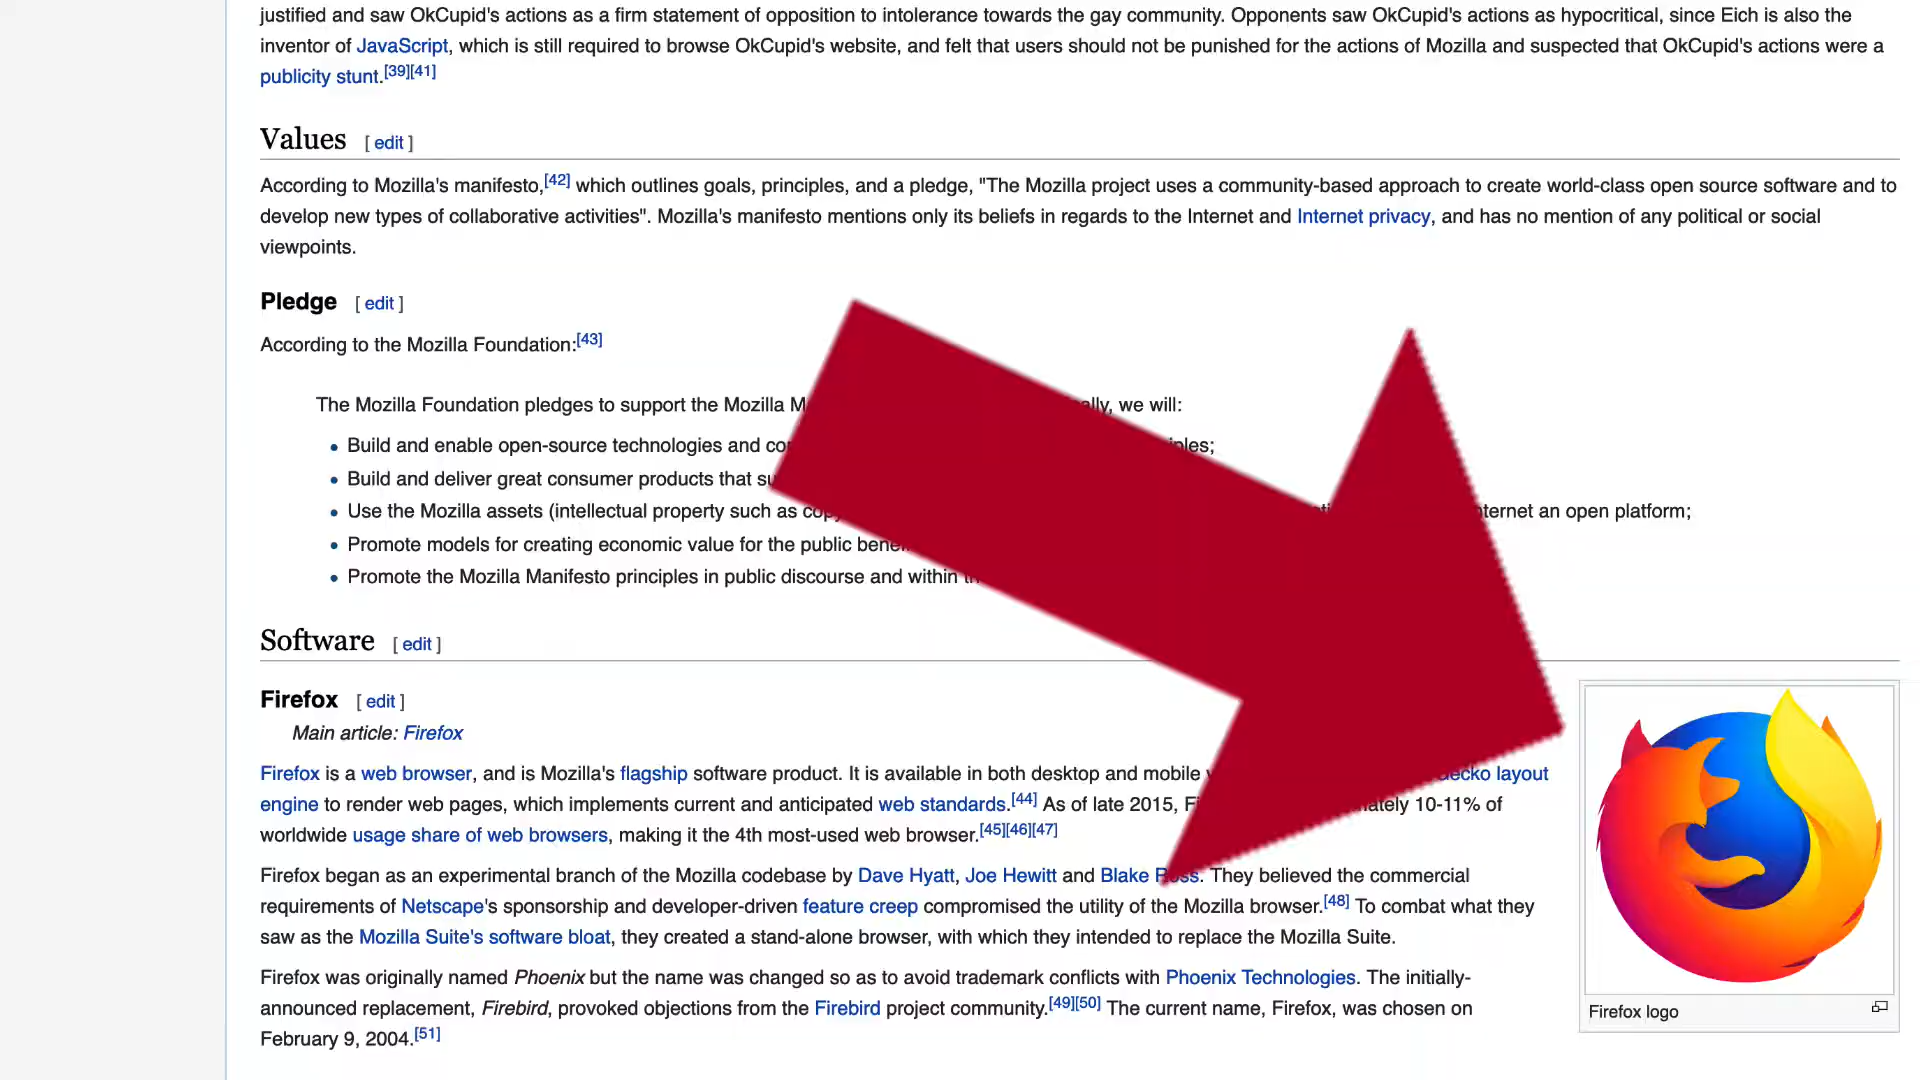 justified and saw OkCupid's actions as a firm statement of opposition to intolerance towards the gay community. Opponents saw OkCupid's actions as hypocritical, since Eich is also the
inventor of JavaScript, which is still required to browse OkCupid's website, and felt that users should not be punished for the actions of Mozilla and suspected that OkCupid's actions were a
publicity stunt.[39][41]
Values [ edit ]
According to Mozilla's manifesto,[42] which outlines goals, principles, and a pledge, "The Mozilla project uses a community-based approach to create world-class open source software and to
develop new types of collaborative activities". Mozilla's manifesto mentions only its beliefs in regards to the Internet and Internet privacy, and has no mention of any political or social
viewpoints.
Pledge [ edit ]
According to the Mozilla Foundation:[43]
The Mozilla Foundation pledges to support the Mozilla we will:
• Build and enable open-source technologies and
• Build and deliver great consumer products that
• Use the Mozilla assets (intellectual property such as an open platform;
• Promote models for creating economic value for the public
• Promote the Mozilla Manifesto principles in public discourse and within
Software [ edit ]
Firefox [ edit ]
Main article: Firefox
Firefox is a web browser, and is Mozilla's flagship software product. It is available in both desktop and mobile layout
engine to render web pages, which implements current and anticipated web standards.[44] As of late 2015, 10-11% of
worldwide usage share of web browsers, making it the 4th most-used web browser.[45][46][47]
Firefox began as an experimental branch of the Mozilla codebase by Dave Hyatt, Joe Hewitt and Blake Ross. They believed the commercial
requirements of Netscape's sponsorship and developer-driven feature creep compromised the utility of the Mozilla browser.[48] To combat what they
saw as the Mozilla Suite's software bloat, they created a stand-alone browser, with which they intended to replace the Mozilla Suite.
Firefox was originally named Phoenix but the name was changed so as to avoid trademark conflicts with Phoenix Technologies. The initially-
announced replacement, Firebird, provoked objections from the Firebird project community.[49][50] The current name, Firefox, was chosen on
February 9, 2004.[51]
Firefox logo